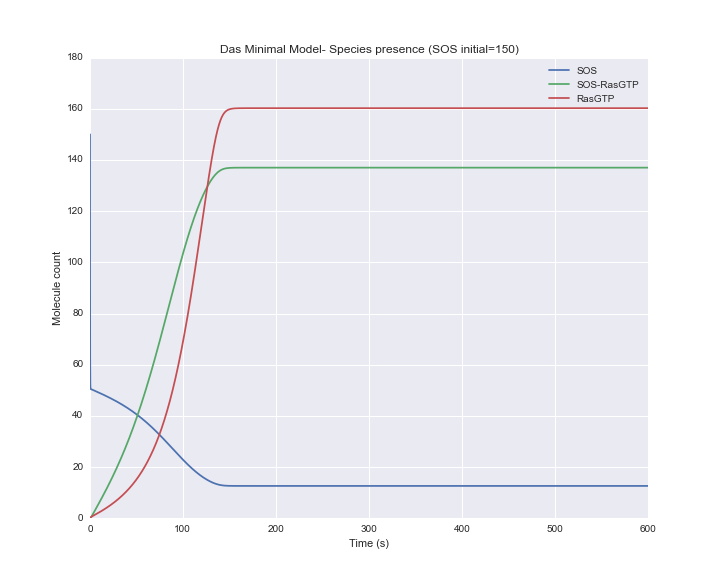 Das Minimal Model- Species presence (SOS initial=150)
180
160
140
120
100
80
60
40
20
0
Molecule count
SOS
SOS-RasGTP
RasGTP
0 100 200 300 400 500 600
Time (s)